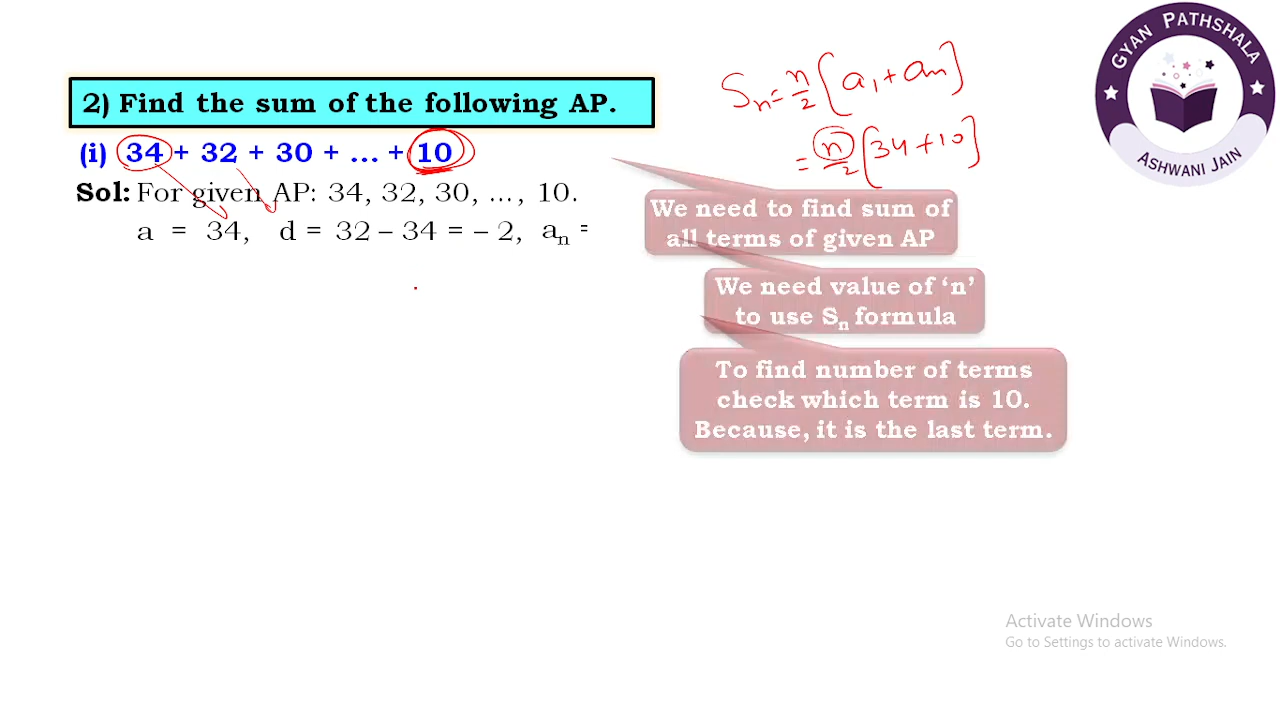 2) Find the sum of the following AP.
(i) 34 + 32 + 30 + ... + 10
Sol: For given AP: 34, 32, 30, ..., 10.
a = 34, d = 32 – 34 = – 2, aₙ =
Sₙ = n/2 [a₁ + aₙ]
= n/2 [34 + 10]
We need to find sum of
all terms of given AP
We need value of ‘n’
to use Sₙ formula
To find number of terms
check which term is 10.
Because, it is the last term.
GYAN PATHSHALA
ASHWANI JAIN
Activate Windows
Go to Settings to activate Windows.